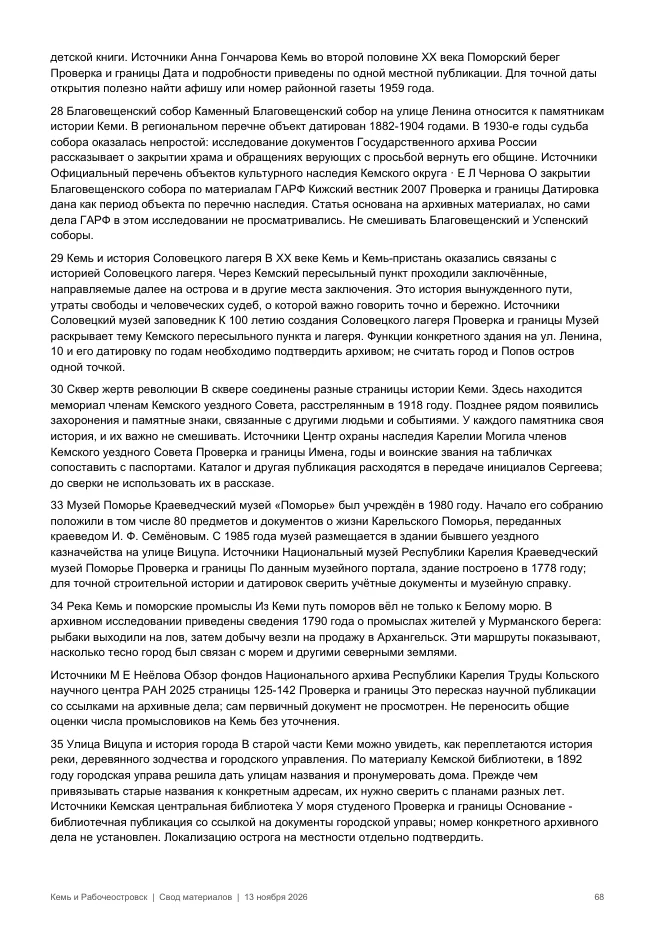 детской книги. Источники Анна Гончарова Кемь во второй половине XX века Поморский берег
Проверка и границы Дата и подробности приведены по одной местной публикации. Для точной даты
открытия полезно найти афишу или номер районной газеты 1959 года.
28 Благовещенский собор Каменный Благовещенский собор на улице Ленина относится к памятникам
истории Кеми. В региональном перечне объект датирован 1882-1904 годами. В 1930-е годы судьба
собора оказалась непростой: исследование документов Государственного архива России
рассказывает о закрытии храма и обращениях верующих с просьбой вернуть его общине. Источники
Официальный перечень объектов культурного наследия Кемского округа · Е Л Чернова О закрытии
Благовещенского собора по материалам ГАРФ Кижский вестник 2007 Проверка и границы Датировка
дана как период объекта по перечню наследия. Статья основана на архивных материалах, но сами
дела ГАРФ в этом исследовании не просматривались. Не смешивать Благовещенский и Успенский
соборы.
29 Кемь и история Соловецкого лагеря В XX веке Кемь и Кемь-пристань оказались связаны с
историей Соловецкого лагеря. Через Кемский пересыльный пункт проходили заключённые,
направляемые далее на острова и в другие места заключения. Это история вынужденного пути,
утраты свободы и человеческих судеб, о которой важно говорить точно и бережно. Источники
Соловецкий музей заповедник К 100 летию создания Соловецкого лагеря Проверка и границы Музей
раскрывает тему Кемского пересыльного пункта и лагеря. Функции конкретного здания на ул. Ленина,
10 и его датировку по годам необходимо подтвердить архивом; не считать город и Попов остров
одной точкой.
30 Сквер жертв революции В сквере соединены разные страницы истории Кеми. Здесь находится
мемориал членам Кемского уездного Совета, расстрелянным в 1918 году. Позднее рядом появились
захоронения и памятные знаки, связанные с другими людьми и событиями. У каждого памятника своя
история, и их важно не смешивать. Источники Центр охраны наследия Карелии Могила членов
Кемского уездного Совета Проверка и границы Имена, годы и воинские звания на табличках
сопоставить с паспортами. Каталог и другая публикация расходятся в передаче инициалов Сергеева;
до сверки не использовать их в рассказе.
33 Музей Поморье Краеведческий музей «Поморье» был учреждён в 1980 году. Начало его собранию
положили в том числе 80 предметов и документов о жизни Карельского Поморья, переданных
краеведом И. Ф. Семёновым. С 1985 года музей размещается в здании бывшего уездного
казначейства на улице Вицупа. Источники Национальный музей Республики Карелия Краеведческий
музей Поморье Проверка и границы По данным музейного портала, здание построено в 1778 году;
для точной строительной истории и датировок сверить учётные документы и музейную справку.
34 Река Кемь и поморские промыслы Из Кеми путь поморов вёл не только к Белому морю. В
архивном исследовании приведены сведения 1790 года о промыслах жителей у Мурманского берега:
рыбаки выходили на лов, затем добычу везли на продажу в Архангельск. Эти маршруты показывают,
насколько тесно город был связан с морем и другими северными землями.
Источники М Е Неёлова Обзор фондов Национального архива Республики Карелия Труды Кольского
научного центра РАН 2025 страницы 125-142 Проверка и границы Это пересказ научной публикации
со ссылками на архивные дела; сам первичный документ не просмотрен. Не переносить общие
оценки числа промысловиков на Кемь без уточнения.
35 Улица Вицупа и история города В старой части Кеми можно увидеть, как переплетаются история
реки, деревянного зодчества и городского управления. По материалу Кемской библиотеки, в 1892
году городская управа решила дать улицам названия и пронумеровать дома. Прежде чем
привязывать старые названия к конкретным адресам, их нужно сверить с планами разных лет.
Источники Кемская центральная библиотека У моря студеного Проверка и границы Основание -
библиотечная публикация со ссылкой на документы городской управы; номер конкретного архивного
дела не установлен. Локализацию острога на местности отдельно подтвердить.
Кемь и Рабочеостровск | Свод материалов | 13 ноября 2026
68